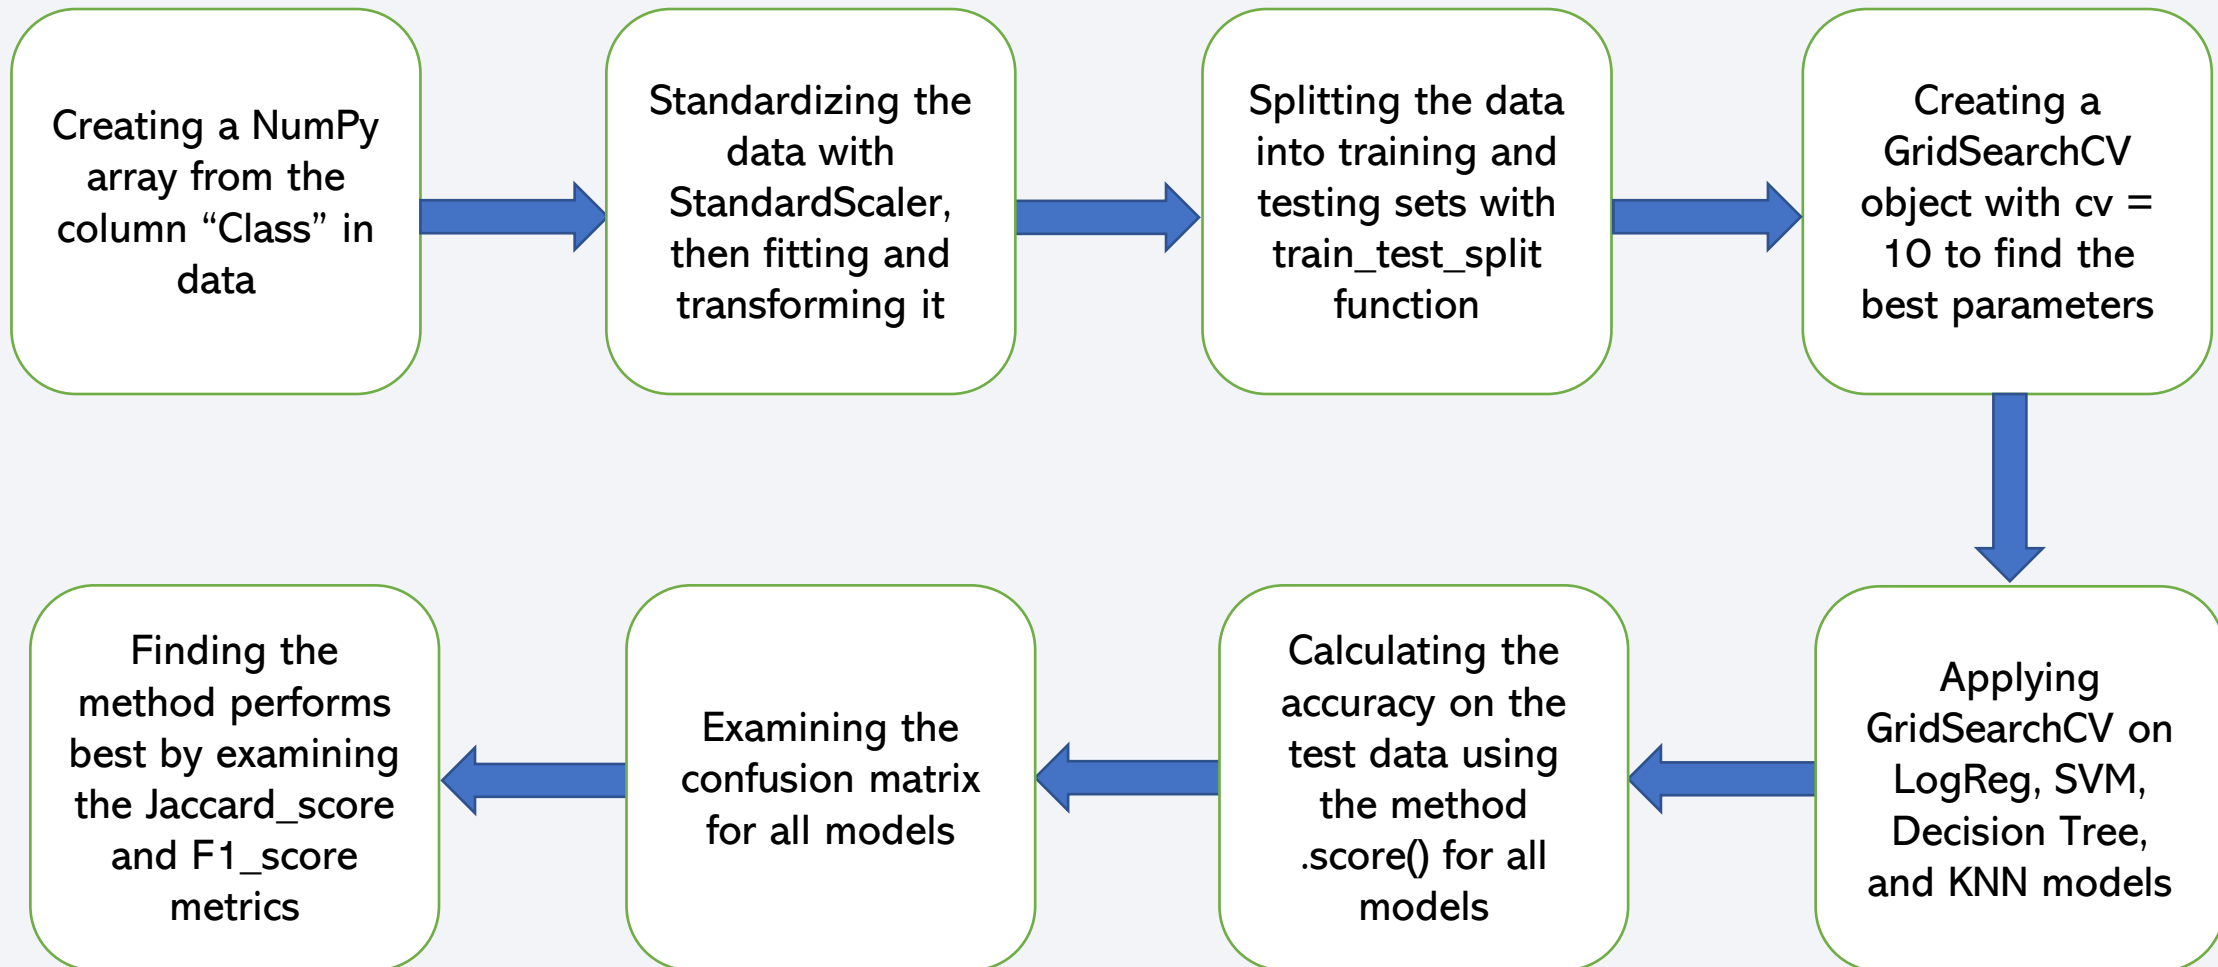 Creating a NumPy
array from the
column “Class” in
data
Standardizing the
data with
StandardScaler,
then fitting and
transforming it
Splitting the data
into training and
testing sets with
train_test_split
function
Creating a
GridSearchCV
object with cv =
10 to find the
best parameters
Applying
GridSearchCV on
LogReg, SVM,
Decision Tree,
and KNN models
Calculating the
accuracy on the
test data using
the method
.score() for all
models
Examining the
confusion matrix
for all models
Finding the
method performs
best by examining
the Jaccard_score
and F1_score
metrics